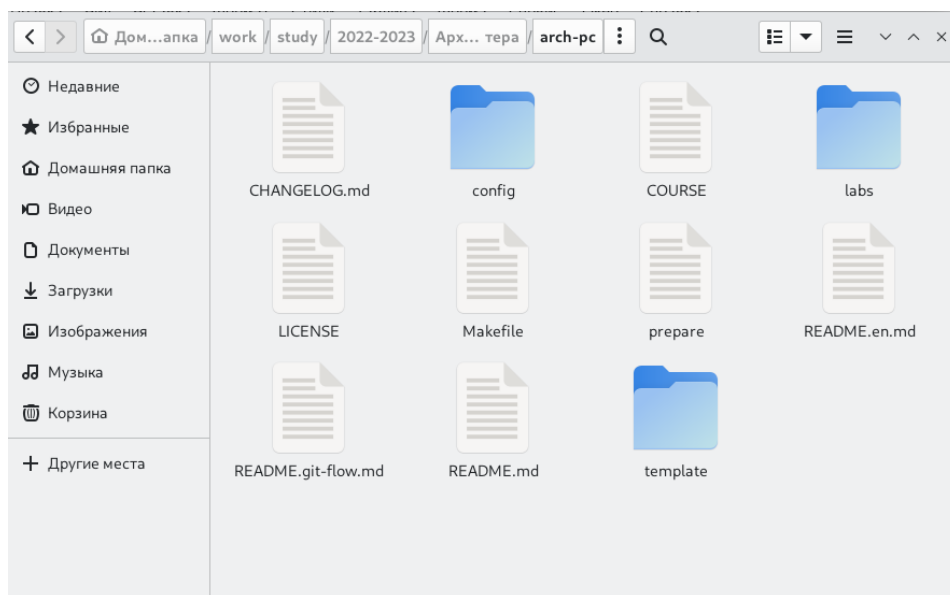 Дом...апка / work / study / 2022-2023 / Арх... тера / arch-pc
Недавние
Избранные
Домашняя папка
Видео
Документы
Загрузки
Изображения
Музыка
Корзина
Другие места
CHANGELOG.md config COURSE labs
LICENSE Makefile prepare README.en.md
README.git-flow.md README.md template